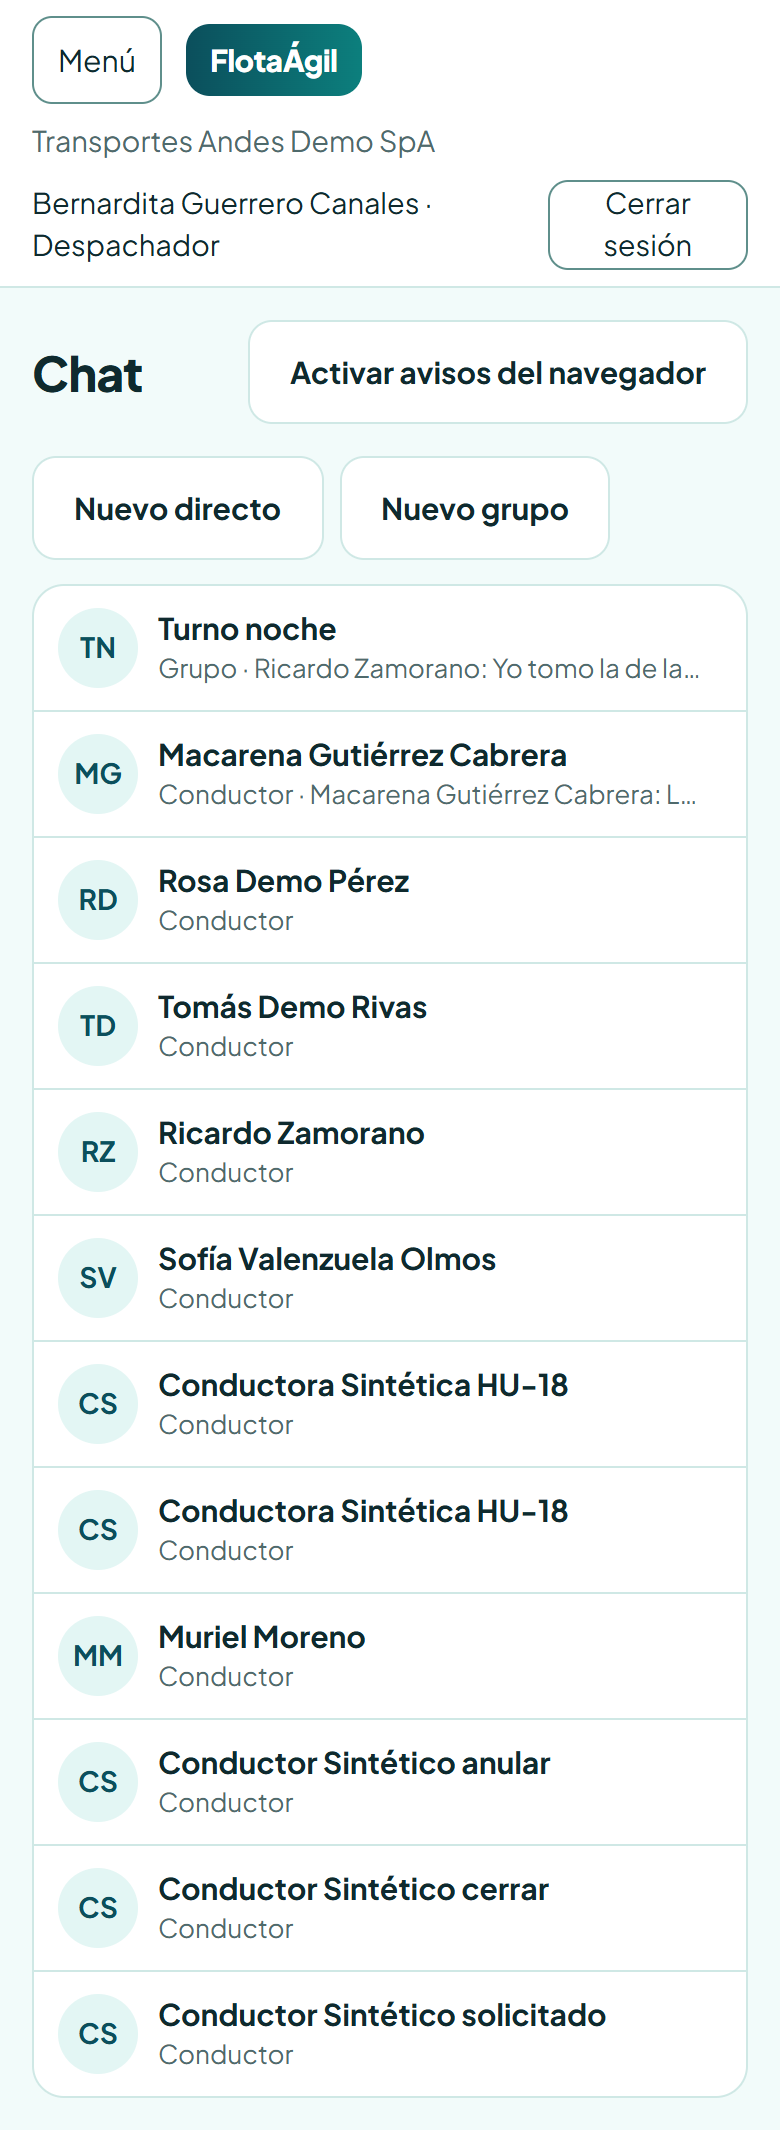 Menú
FlotaÁgil
Transportes Andes Demo SpA
Bernardita Guerrero Canales ·
Despachador
Cerrar
sesión
Chat
Activar avisos del navegador
Nuevo directo
Nuevo grupo
TN
Turno noche
Grupo · Ricardo Zamorano: Yo tomo la de la...
MG
Macarena Gutiérrez Cabrera
Conductor · Macarena Gutiérrez Cabrera: L...
RD
Rosa Demo Pérez
Conductor
TD
Tomás Demo Rivas
Conductor
RZ
Ricardo Zamorano
Conductor
SV
Sofía Valenzuela Olmos
Conductor
CS
Conductora Sintética HU-18
Conductor
CS
Conductora Sintética HU-18
Conductor
MM
Muriel Moreno
Conductor
CS
Conductor Sintético anular
Conductor
CS
Conductor Sintético cerrar
Conductor
CS
Conductor Sintético solicitado
Conductor